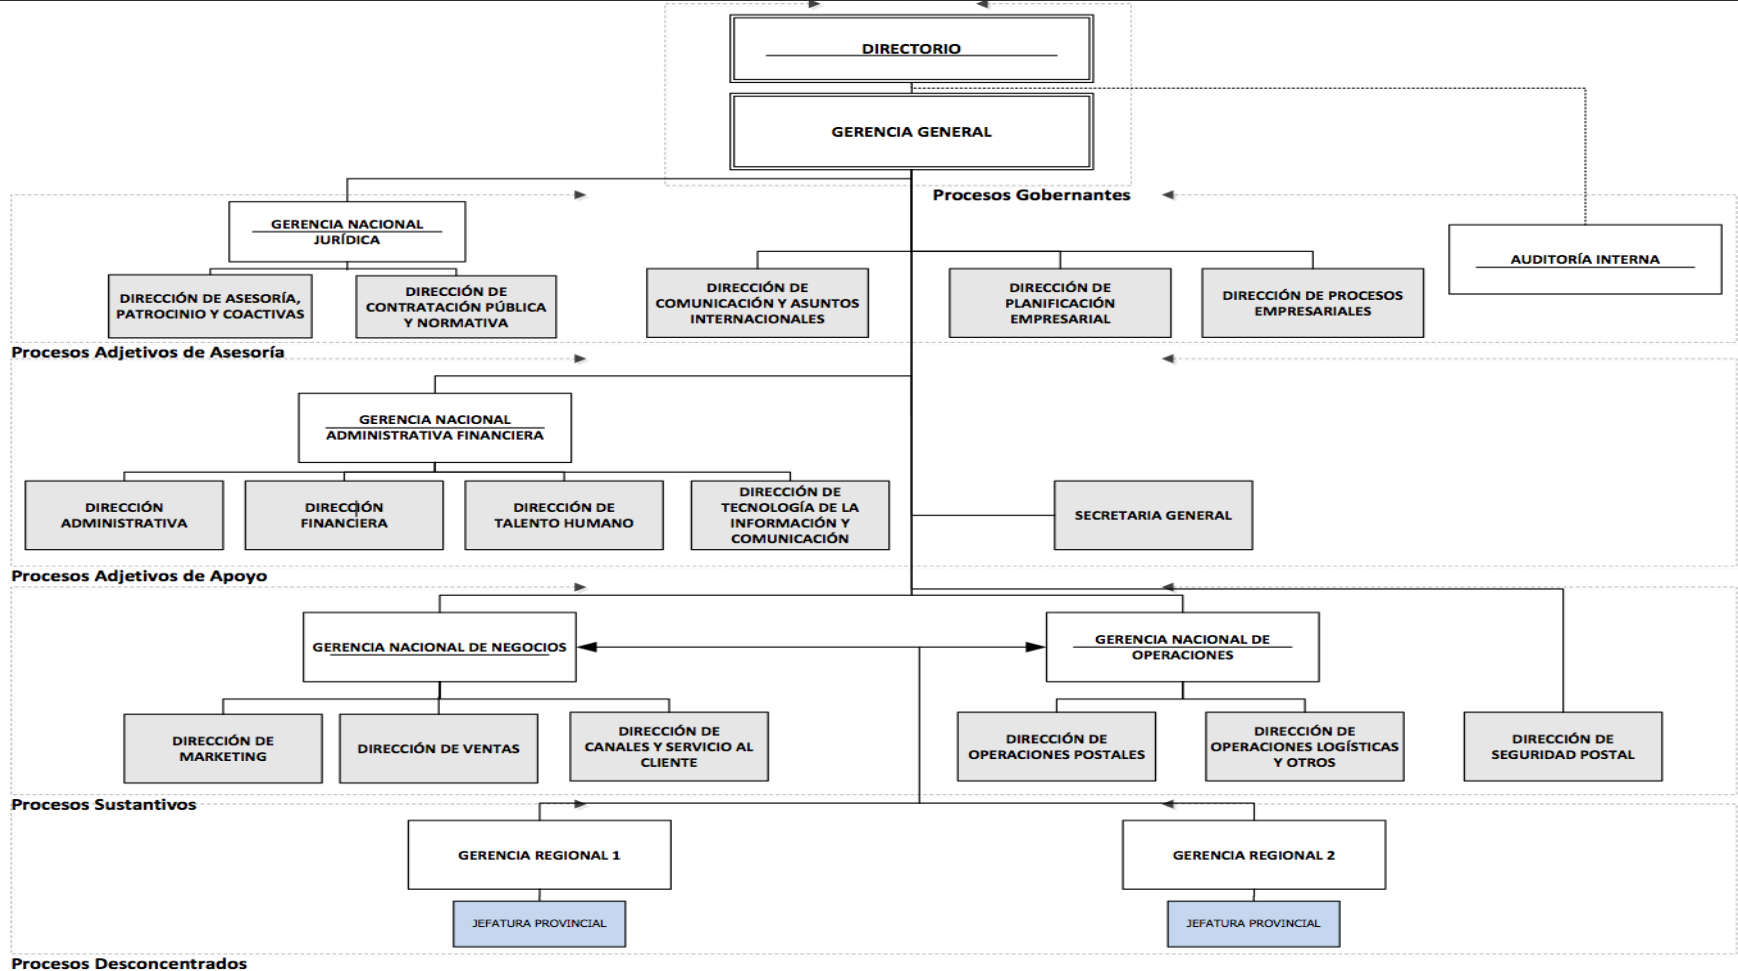 DIRECTORIO
GERENCIA GENERAL
Procesos Gobernantes
GERENCIA NACIONAL
JURÍDICA
AUDITORÍA INTERNA
DIRECCIÓN DE ASESORÍA,
PATROCINIO Y COACTIVAS
DIRECCIÓN DE
CONTRATACIÓN PÚBLICA
Y NORMATIVA
DIRECCIÓN DE
COMUNICACIÓN Y ASUNTOS
INTERNACIONALES
DIRECCIÓN DE
PLANIFICACIÓN
EMPRESARIAL
DIRECCIÓN DE PROCESOS
EMPRESARIALES
Procesos Adjetivos de Asesoría
GERENCIA NACIONAL
ADMINISTRATIVA FINANCIERA
DIRECCIÓN
ADMINISTRATIVA
DIRECCIÓN
FINANCIERA
DIRECCIÓN DE
TALENTO HUMANO
DIRECCIÓN DE
TECNOLOGÍA DE LA
INFORMACIÓN Y
COMUNICACIÓN
SECRETARIA GENERAL
Procesos Adjetivos de Apoyo
GERENCIA NACIONAL DE NEGOCIOS
GERENCIA NACIONAL DE
OPERACIONES
DIRECCIÓN DE
MARKETING
DIRECCIÓN DE VENTAS
DIRECCIÓN DE
CANALES Y SERVICIO AL
CLIENTE
DIRECCIÓN DE
OPERACIONES POSTALES
DIRECCIÓN DE
OPERACIONES LOGÍSTICAS
Y OTROS
DIRECCIÓN DE
SEGURIDAD POSTAL
Procesos Sustantivos
GERENCIA REGIONAL 1
GERENCIA REGIONAL 2
JEFATURA PROVINCIAL
JEFATURA PROVINCIAL
Procesos Desconcentrados